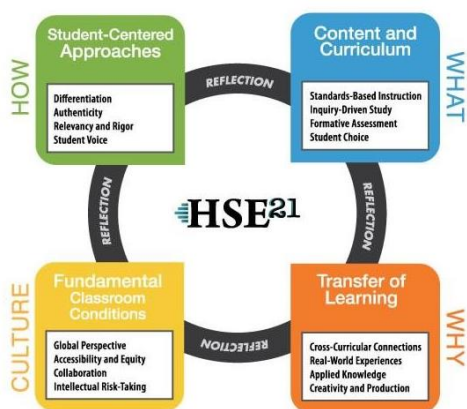 HOW
Student-Centered
Approaches
Differentiation
Authenticity
Relevancy and Rigor
Student Voice
REFLECTION
Content and
Curriculum
Standards-Based Instruction
Inquiry-Driven Study
Formative Assessment
Student Choice
WHAT
REFLECTION
HSE21
REFLECTION
CULTURE
Fundamental
Classroom
Conditions
Global Perspective
Accessibility and Equity
Collaboration
Intellectual Risk-Taking
REFLECTION
Transfer of
Learning
Cross-Curricular Connections
Real-World Experiences
Applied Knowledge
Creativity and Production
WHY